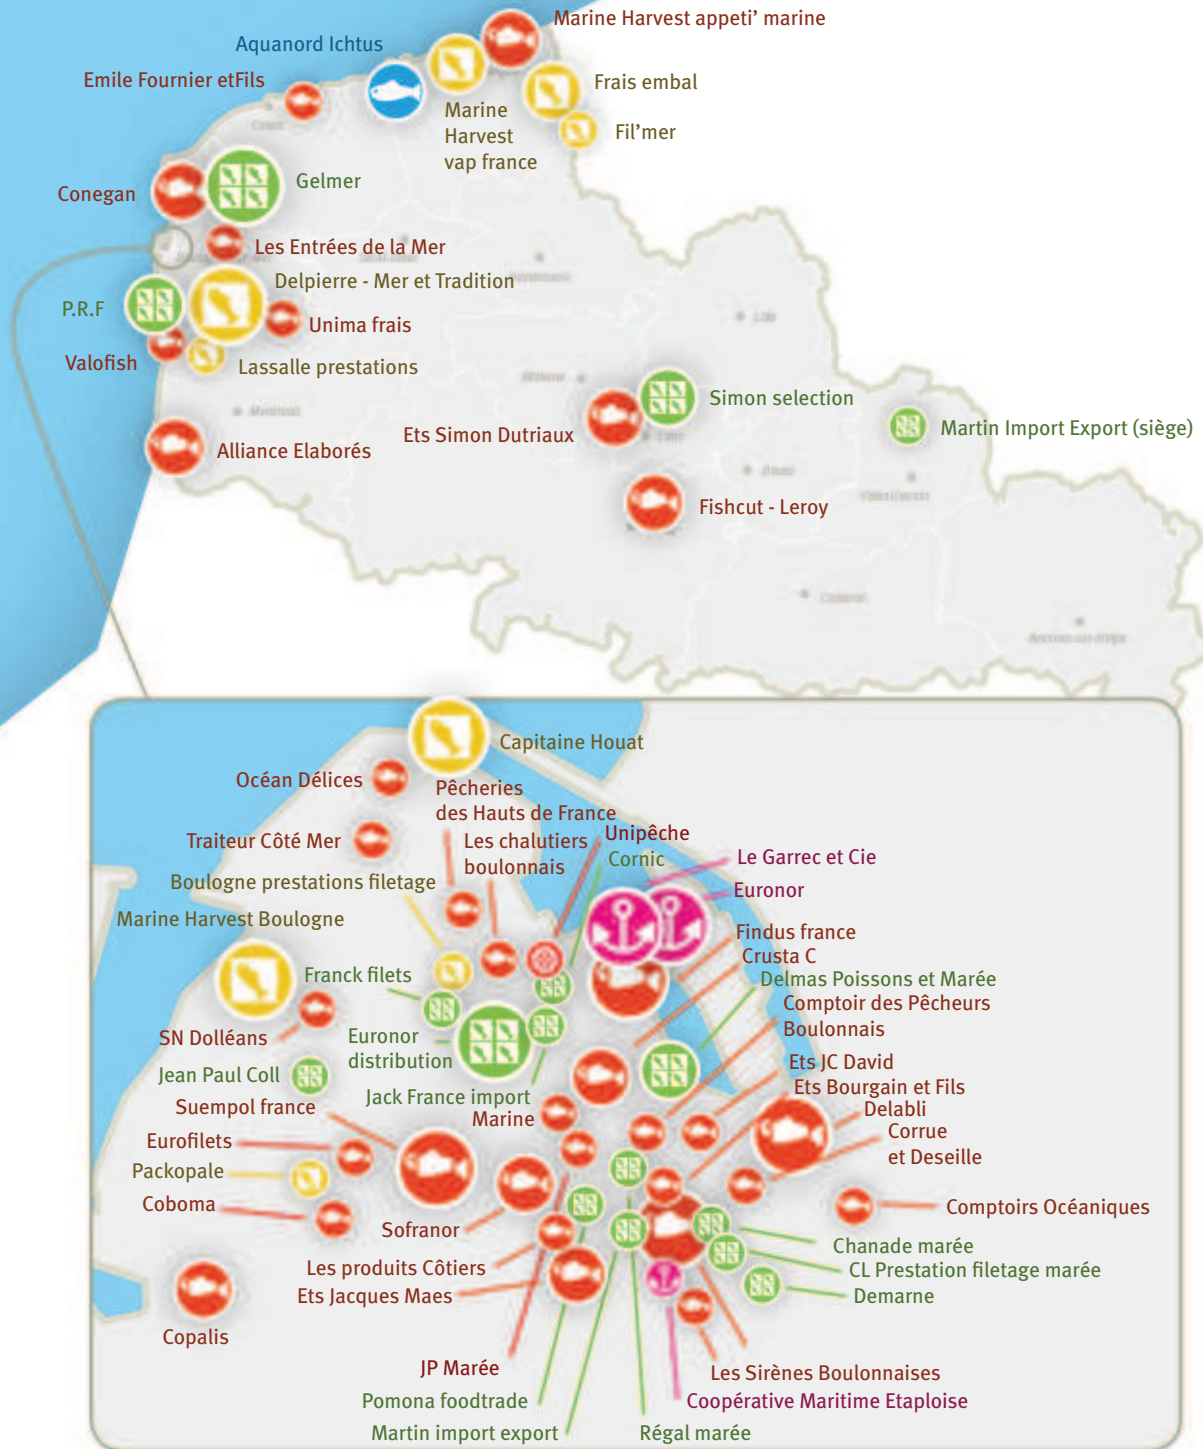 Marine Harvest appeti' marine
Aquanord Ichtus
Emile Fournier etFils
Frais embal
Marine
Harvest
vap france
Fil'mer
Gelmer
Conegan
Les Entrées de la Mer
Delpierre - Mer et Tradition
P.R.F
Unima frais
Valofish
Lassalle prestations
Simon selection
Martin Import Export (siège)
Ets Simon Dutriaux
Alliance Elaborés
Fishcut - Leroy
Capitaine Houat
Océan Délices
Pêcheries
des Hauts de France
Traiteur Côté Mer
Les chalutiers
boulonnais
Unipêche
Cornic
Le Garrec et Cie
Boulogne prestations filetage
Euronor
Marine Harvest Boulogne
Findus france
Crusta C
Franck filets
Delmas Poissons et Marée
Comptoir des Pêcheurs
Boulonnais
SN Dolléans
Euronor
distribution
Ets JC David
Jean Paul Coll
Ets Bourgain et Fils
Jack France import
Suempol france
Marine
Delabli
Corrue
et Deseille
Eurofilets
Packopale
Coboma
Comptoirs Océaniques
Sofranor
Chanade marée
Les produits Côtiers
CL Prestation filetage marée
Ets Jacques Maes
Demarne
Copalis
JP Marée
Les Sirènes Boulonnaises
Pomona foodtrade
Coopérative Maritime Etaploise
Martin import export
Régal marée